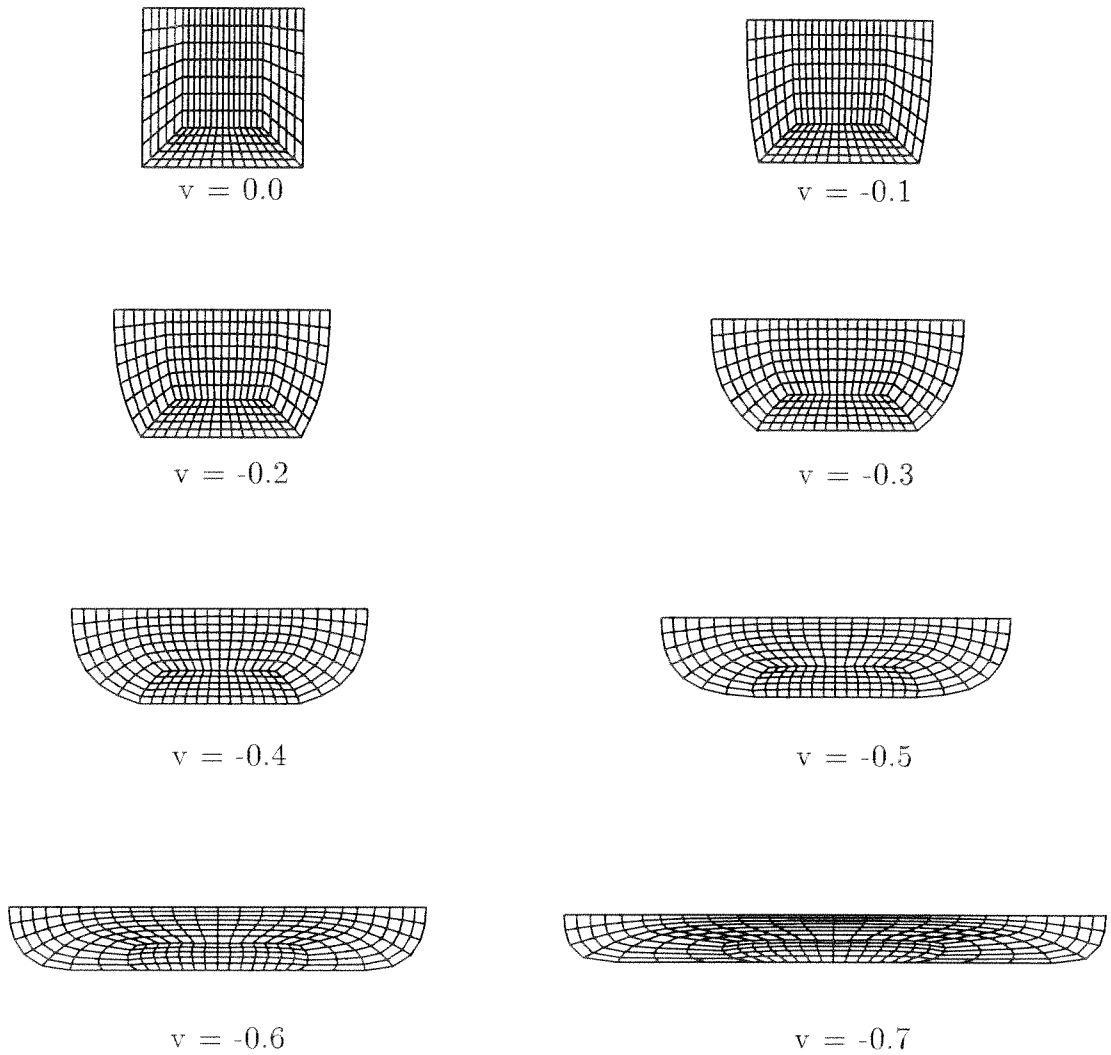 v = 0.0
v = -0.1
v = -0.2
v = -0.3
v = -0.4
v = -0.5
v = -0.6
v = -0.7